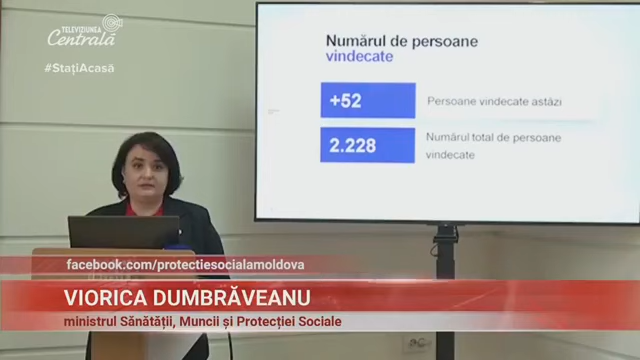 TELEVIZIUNEA
Centrală
#StațiAcasă
Numărul de persoane
vindecate
+52
Persoane vindecate astăzi
2.228
Numărul total de persoane
vindecate
facebook.com/protectiesocialamoldova
VIORICA DUMBRĂVEANU
ministrul Sănătății, Muncii și Protecției Sociale